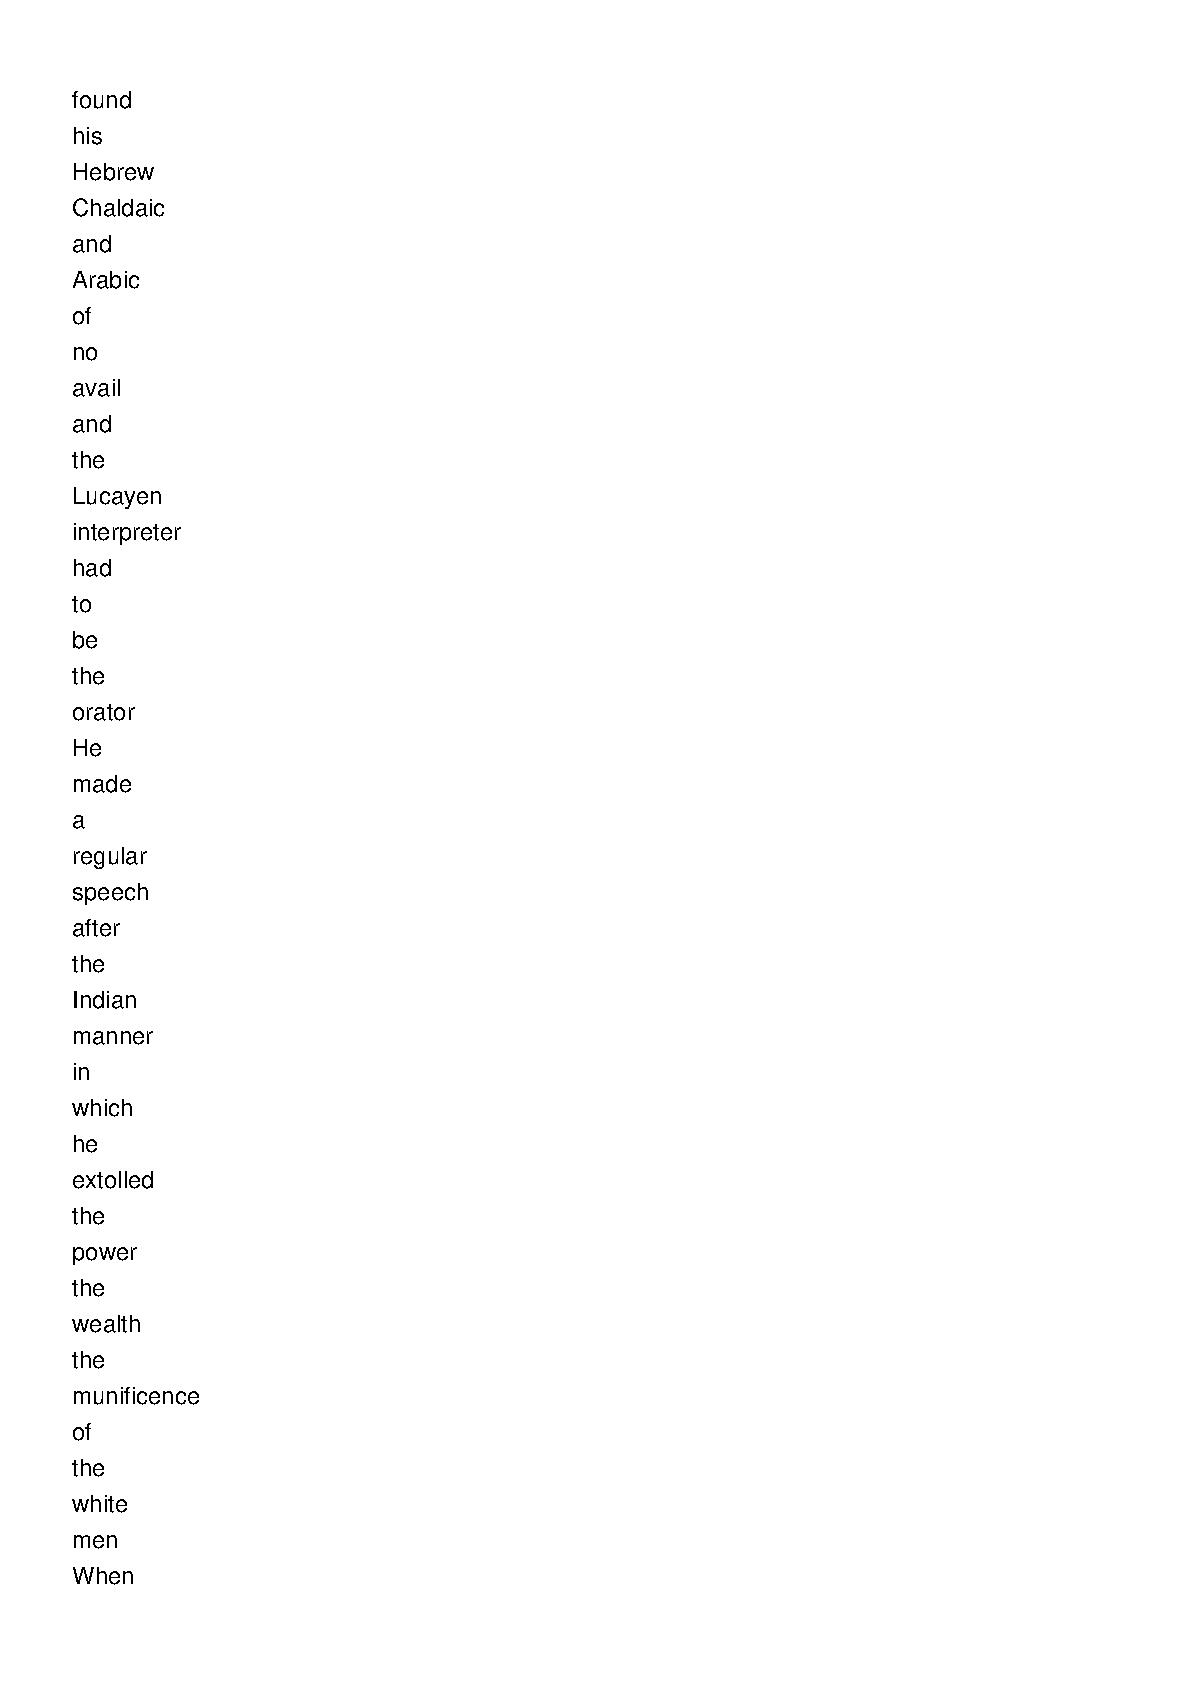 found
his
Hebrew
Chaldaic
and
Arabic
of
no
avail
and
the
Lucayen
interpreter
had
to
be
the
orator
He
made
a
regular
speech
after
the
Indian
manner
in
which
he
extolled
the
power
the
wealth
the
munificence
of
the
white
men
When